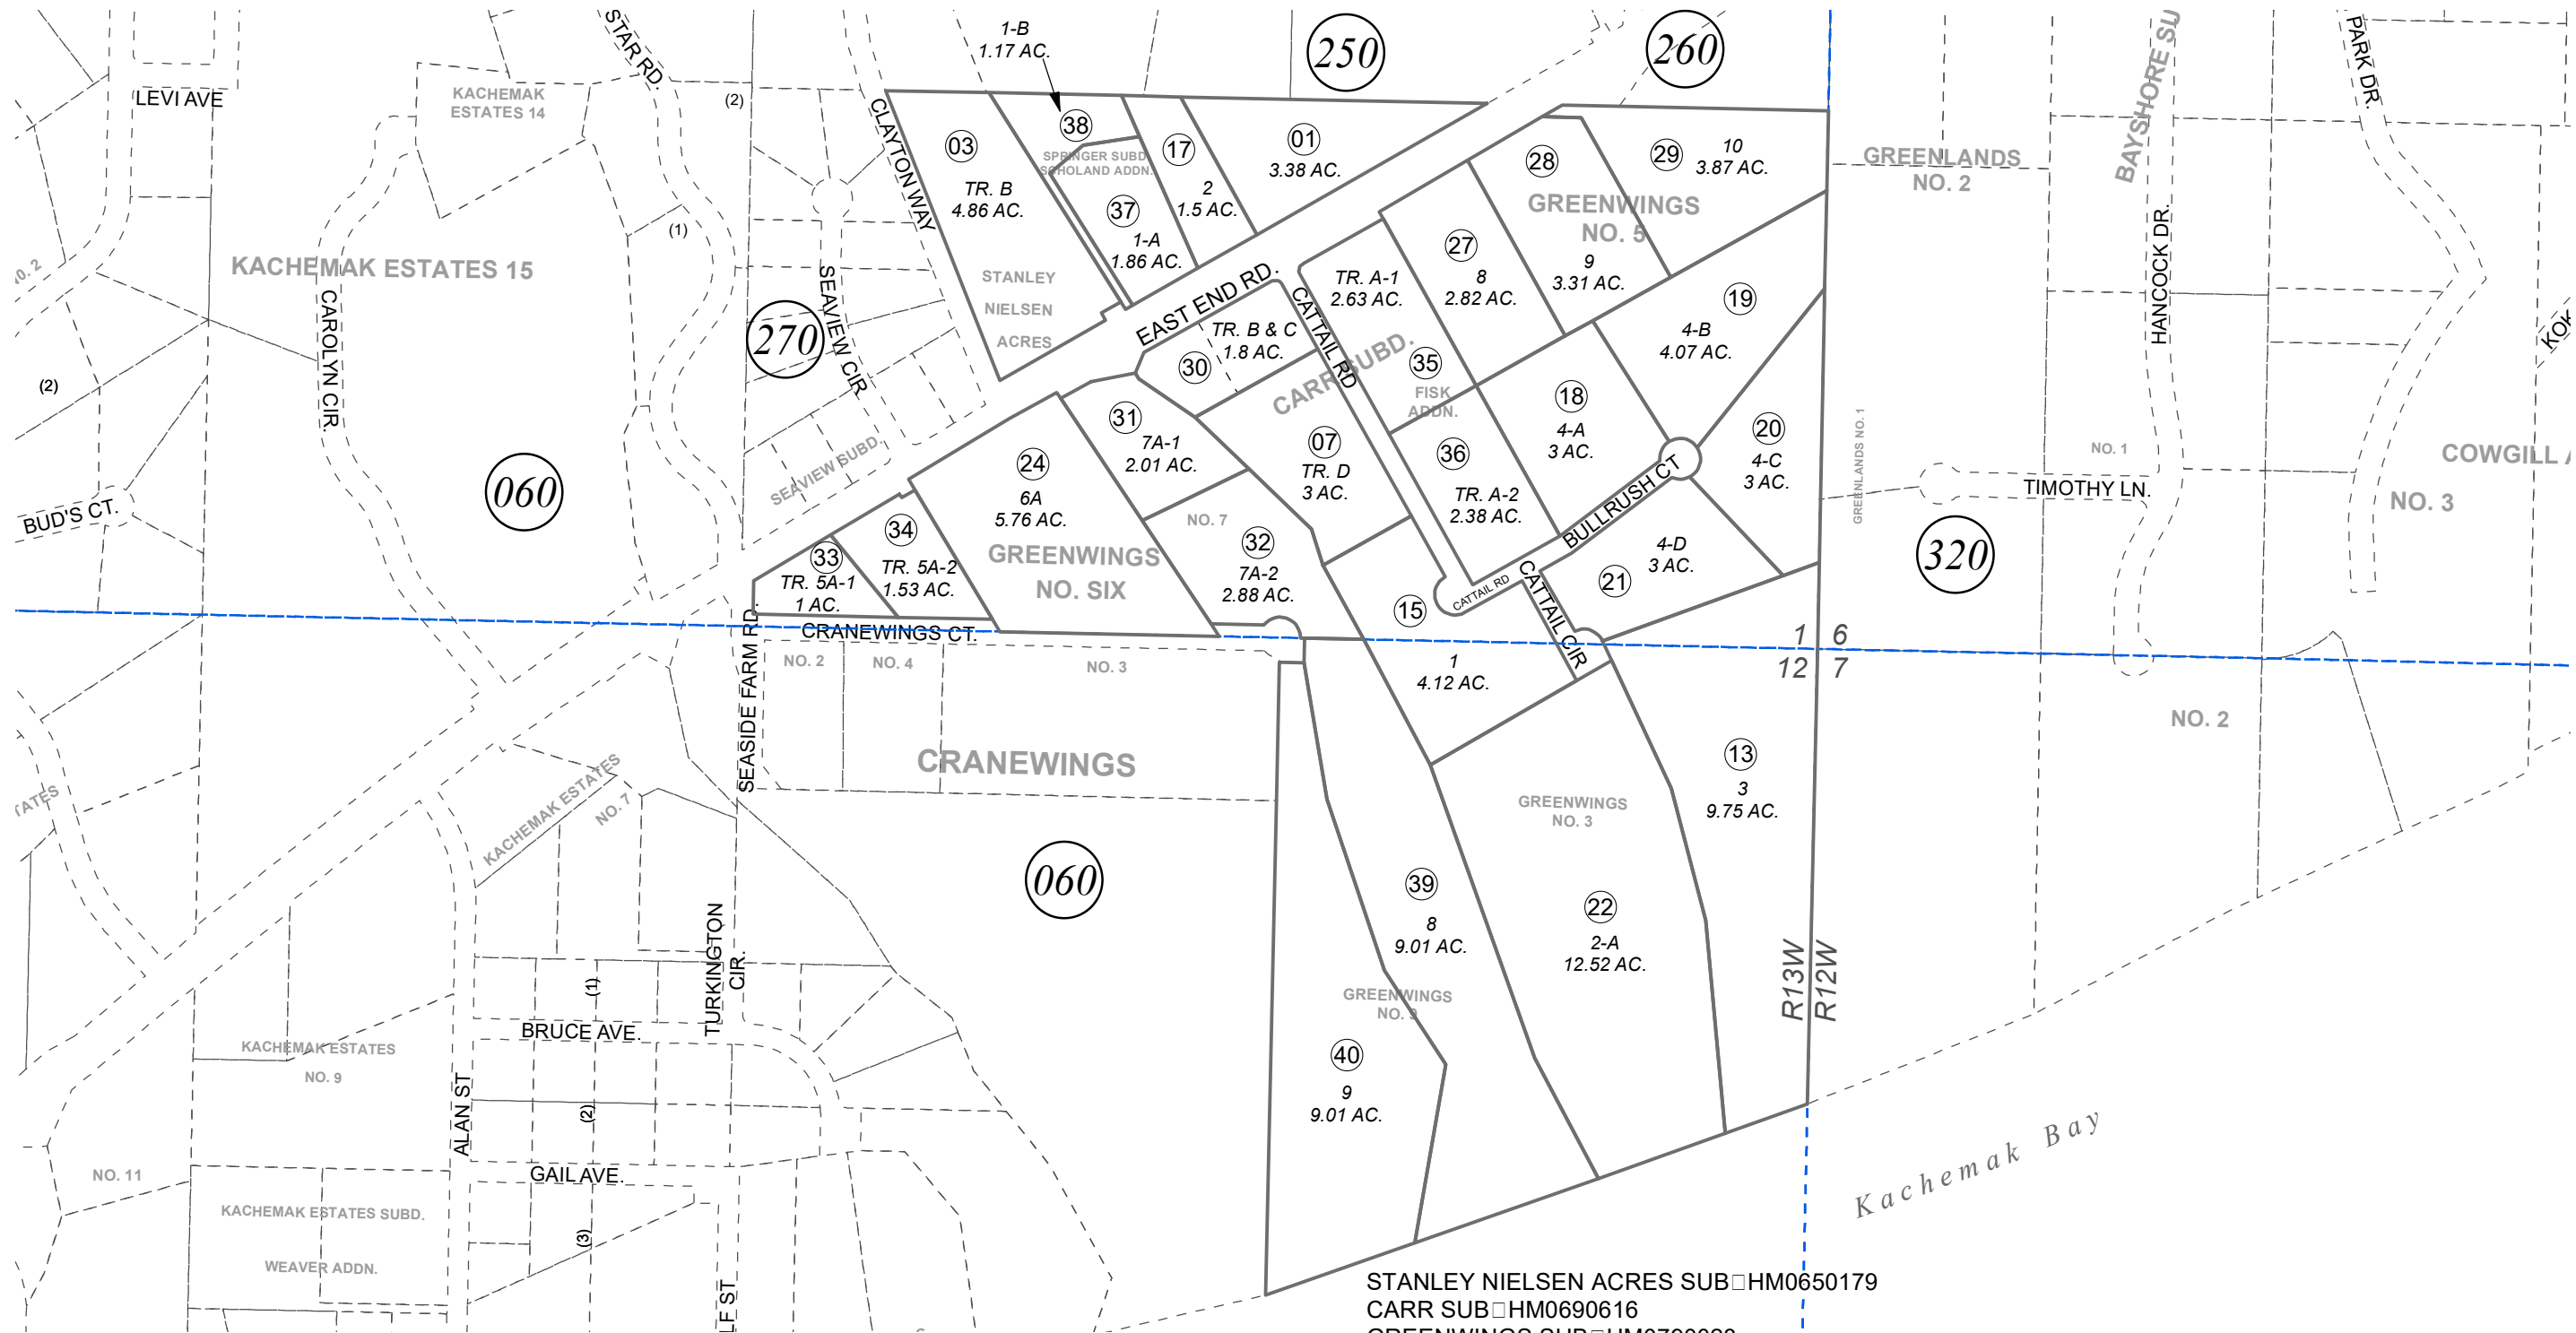 1-B
1.17 AC.
250
260
STAR RD.
PARK DR.
LEVI AVE
KACHEMAK
ESTATES 14
(2)
CLAYTON WAY
38
03
TR. B
4.86 AC.
SPRINGER SUBD.
SCHOLAND ADDN.
17
2
1.5 AC.
01
3.38 AC.
28
29
10
3.87 AC.
GREENLANDS
NO. 2
37
1-A
1.86 AC.
GREENWINGS
NO. 5
(1)
KACHEMAK ESTATES 15
STANLEY
NIELSEN
ACRES
EAST END RD.
TR. A-1
2.63 AC.
27
8
2.82 AC.
9
3.31 AC.
19
4-B
4.07 AC.
HANCOCK DR.
CAROLYN CIR.
270
SEAVIEW CIR
30
TR. B & C
1.8 AC.
CATTAIL RD
CARR SUBD.
35
FISK
ADDN.
(2)
31
7A-1
2.01 AC.
18
4-A
3 AC.
20
4-C
3 AC.
GREENLANDS NO. 1
NO. 1
07
TR. D
3 AC.
36
TR. A-2
2.38 AC.
SEAVIEW SUBD.
24
6A
5.76 AC.
060
BUD'S CT.
TIMOTHY LN.
NO. 3
NO. 7
BULLRUSH CT
GREENWINGS
NO. SIX
32
7A-2
2.88 AC.
34
TR. 5A-2
1.53 AC.
33
TR. 5A-1
1 AC.
4-D
3 AC.
21
320
CATTAIL RD
CATTAIL CIR
15
CRANEWINGS CT.
1 6
12 7
NO. 2
NO. 4
NO. 3
1
4.12 AC.
SEASIDE FARM RD.
NO. 2
CRANEWINGS
13
3
9.75 AC.
KACHEMAK ESTATES
NO. 7
GREENWINGS
NO. 3
060
39
8
9.01 AC.
22
2-A
12.52 AC.
R13W
R12W
TURKINGTON
CIR.
(1)
GREENWINGS
NO. 9
BRUCE AVE.
KACHEMAK ESTATES
NO. 9
40
9
9.01 AC.
ALAN ST
(2)
Kachemak Bay
GAIL AVE.
NO. 11
KACHEMAK ESTATES SUBD.
WEAVER ADDN.
(3)
STANLEY NIELSEN ACRES SUB□HM0650179
CARR SUB□HM0690616